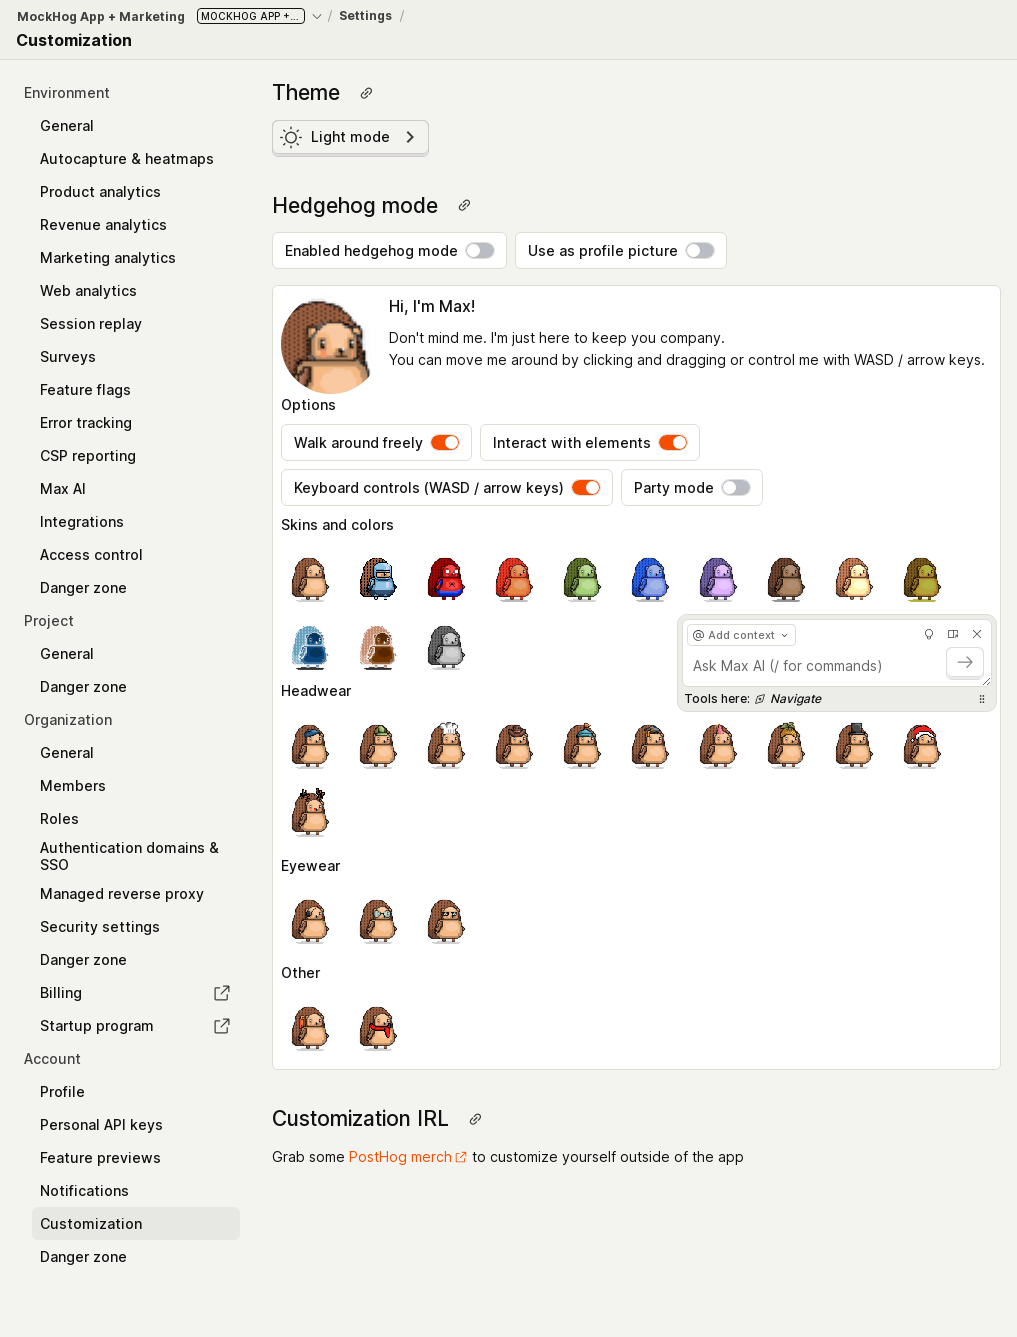 MockHog App + Marketing
MOCKHOG APP +...
/
Settings
/
Customization
Environment
General
Autocapture & heatmaps
Product analytics
Revenue analytics
Marketing analytics
Web analytics
Session replay
Surveys
Feature flags
Error tracking
CSP reporting
Max AI
Integrations
Access control
Danger zone
Project
General
Danger zone
Organization
General
Members
Roles
Authentication domains &
SSO
Managed reverse proxy
Security settings
Danger zone
Billing
Startup program
Account
Profile
Personal API keys
Feature previews
Notifications
Customization
Danger zone
Theme
Light mode
Hedgehog mode
Enabled hedgehog mode
Use as profile picture
Hi, I'm Max!
Don't mind me. I'm just here to keep you company.
You can move me around by clicking and dragging or control me with WASD / arrow keys.
Options
Walk around freely
Interact with elements
Keyboard controls (WASD / arrow keys)
Party mode
Skins and colors
@ Add context
Ask Max AI (/ for commands)
Tools here: Navigate
Headwear
Eyewear
Other
Customization IRL
Grab some PostHog merch to customize yourself outside of the app